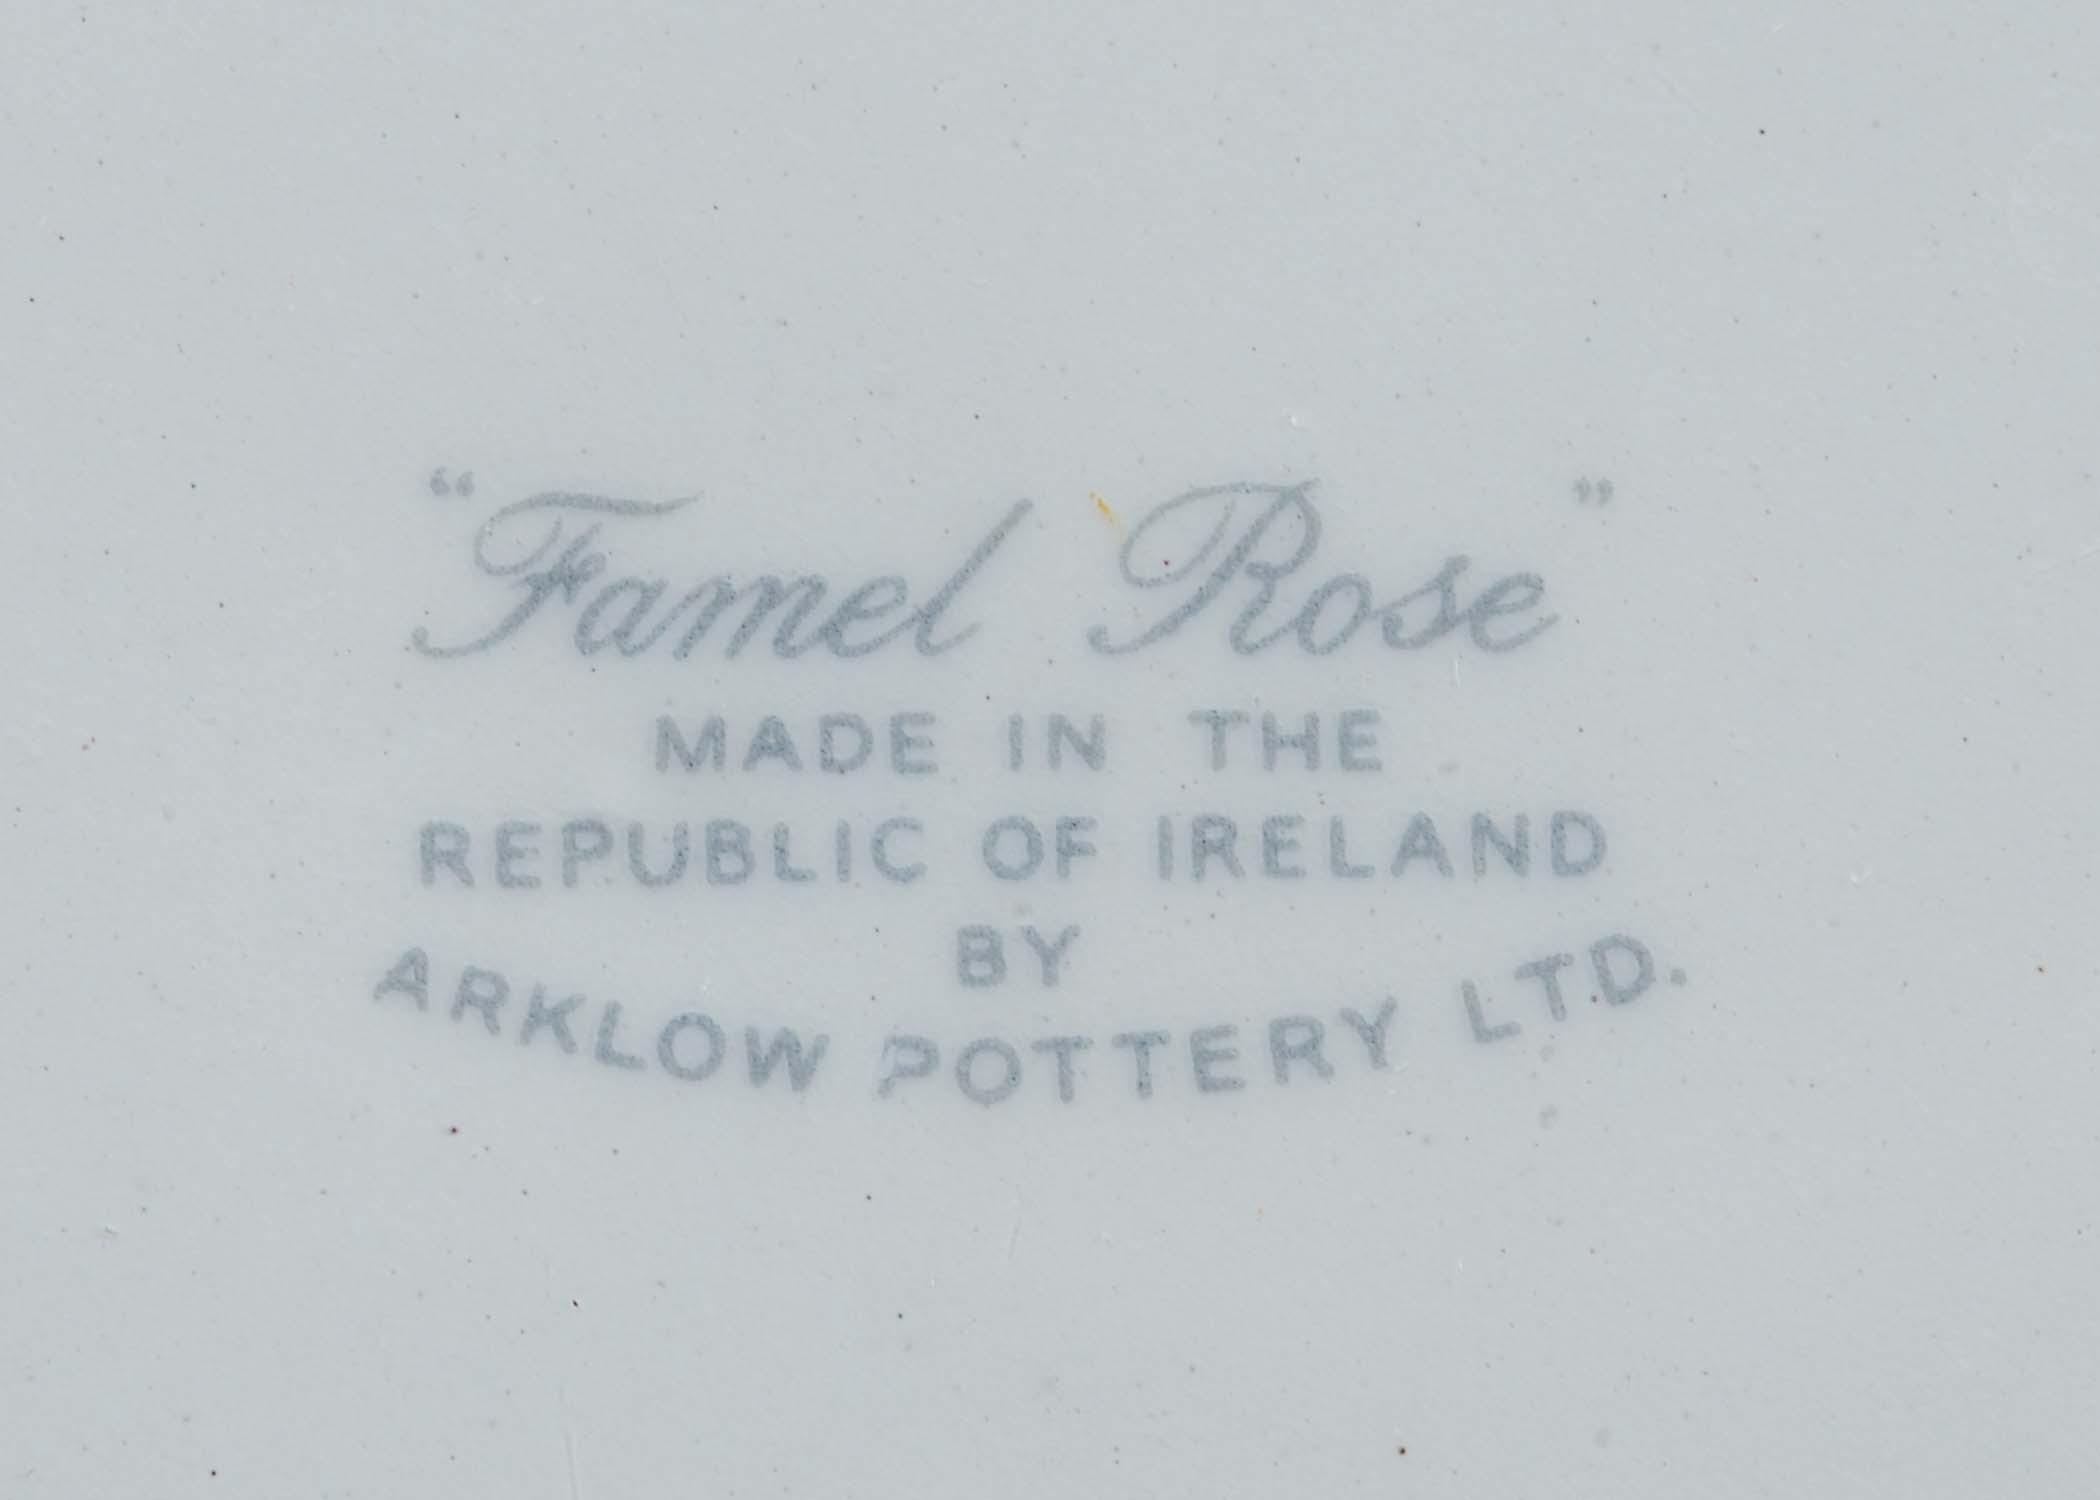 “Famel Rose”
MADE IN THE
REPUBLIC OF IRELAND
BY
ARKLOW POTTERY LTD.